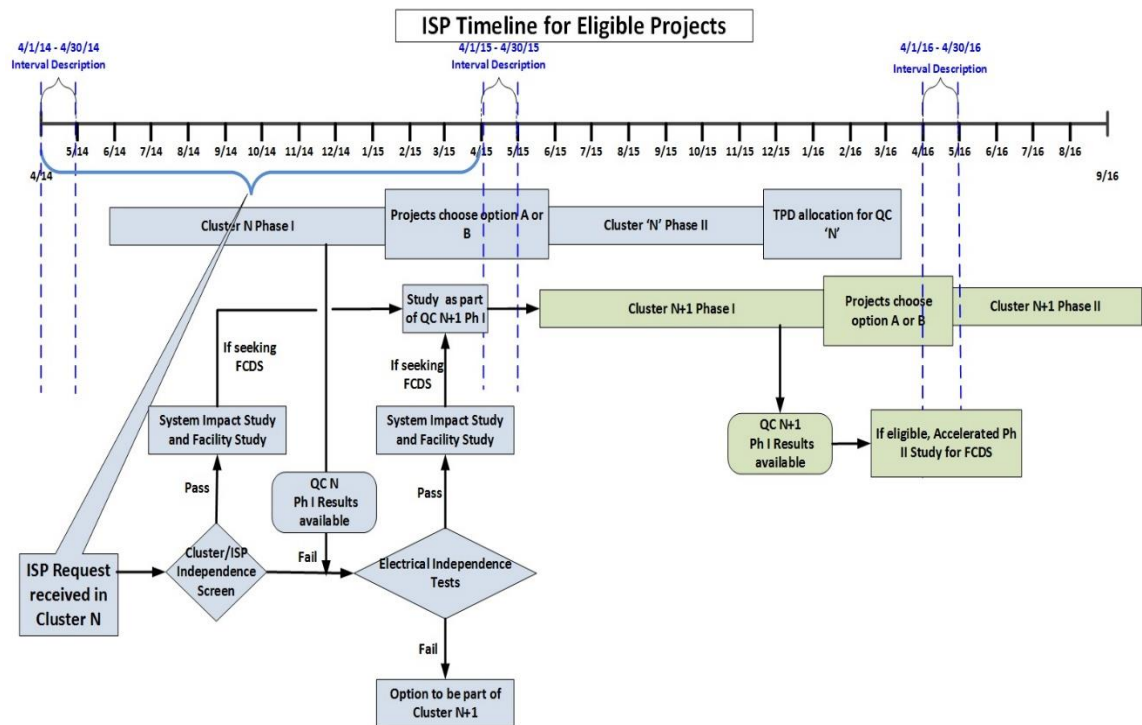 ISP Timeline for Eligible Projects
4/1/14 - 4/30/14
Interval Description
4/1/15 - 4/30/15
Interval Description
4/1/16 - 4/30/16
Interval Description
4/14
5/14
6/14
7/14
8/14
9/14
10/14
11/14
12/14
1/15
2/15
3/15
4/15
5/15
6/15
7/15
8/15
9/15
10/15
11/15
12/15
1/16
2/16
3/16
4/16
5/16
6/16
7/16
8/16
9/16
Cluster N Phase I
Projects choose option A or
B
Cluster ‘N’ Phase II
TPD allocation for QC
‘N’
Study as part
of QC N+1 Ph I
Cluster N+1 Phase I
Projects choose
option A or B
Cluster N+1 Phase II
If seeking
FCDS
If seeking
FCDS
System Impact Study
and Facility Study
System Impact Study
and Facility Study
QC N+1
Ph I Results
available
If eligible, Accelerated Ph
II Study for FCDS
Pass
QC N
Ph I Results
available
Pass
ISP Request
received in
Cluster N
Cluster/ISP
Independence
Screen
Fail
Electrical Independence
Tests
Fail
Option to be part of
Cluster N+1